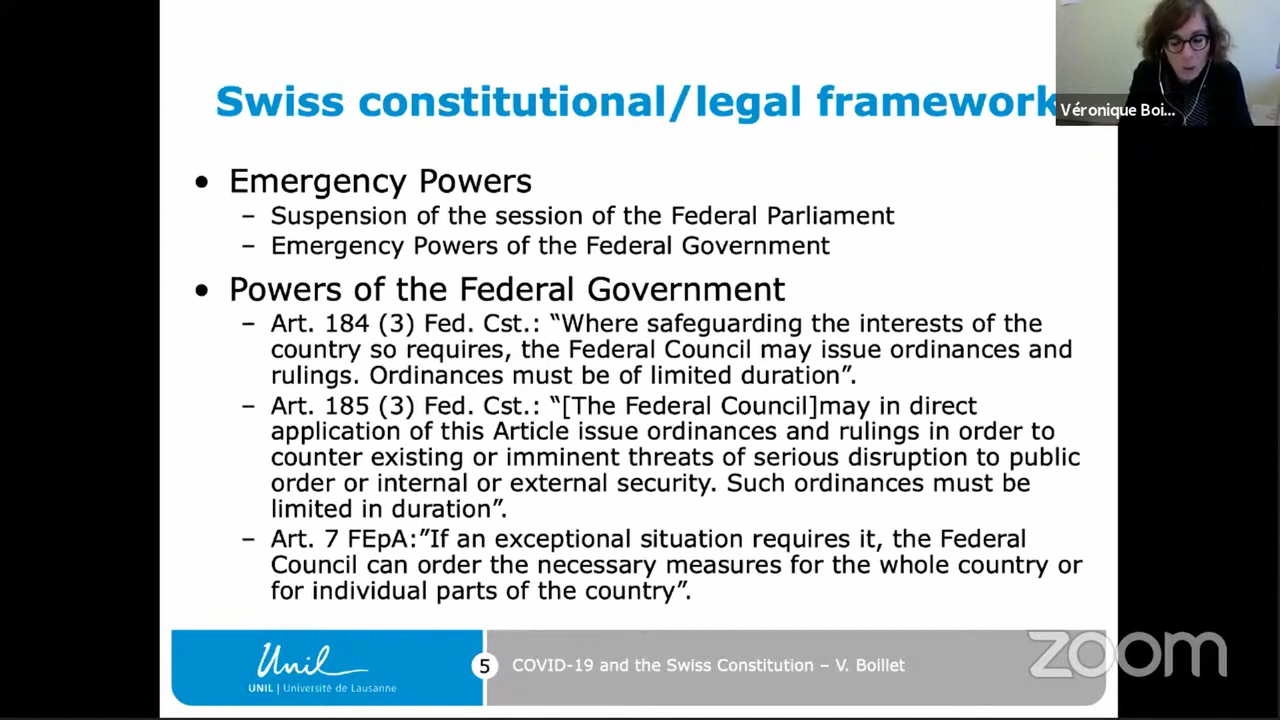 Swiss constitutional/legal framework
Véronique Boi...
• Emergency Powers
– Suspension of the session of the Federal Parliament
– Emergency Powers of the Federal Government
• Powers of the Federal Government
– Art. 184 (3) Fed. Cst.: “Where safeguarding the interests of the
country so requires, the Federal Council may issue ordinances and
rulings. Ordinances must be of limited duration”.
– Art. 185 (3) Fed. Cst.: “[The Federal Council]may in direct
application of this Article issue ordinances and rulings in order to
counter existing or imminent threats of serious disruption to public
order or internal or external security. Such ordinances must be
limited in duration”.
– Art. 7 FEpA:”If an exceptional situation requires it, the Federal
Council can order the necessary measures for the whole country or
for individual parts of the country”.
Unil
UNIL | Université de Lausanne
5
COVID-19 and the Swiss Constitution – V. Boillet
zoom